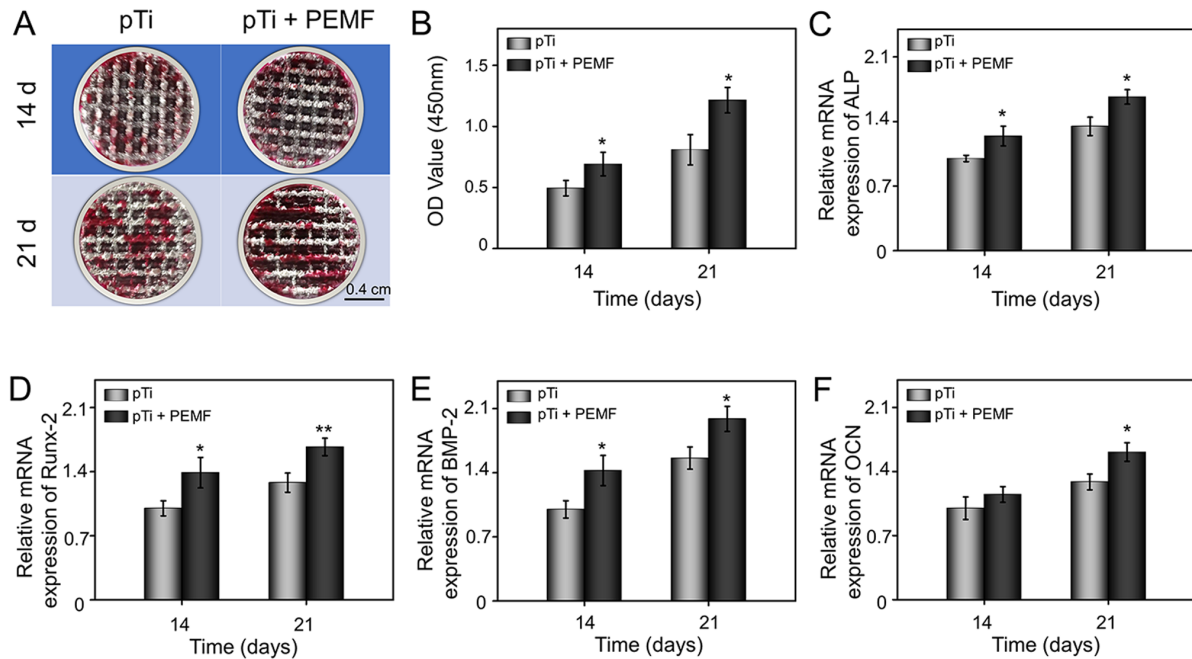 A
pTi
pTi + PEMF
14 d
21 d
0.4 cm
B
pTi
pTi + PEMF
OD Value (450nm)
1.5
1.0
0.5
0
*
*
14
21
Time (days)
C
pTi
pTi + PEMF
Relative mRNA
expression of ALP
2.1
1.4
0.7
0
*
*
14
21
Time (days)
D
pTi
pTi + PEMF
Relative mRNA
expression of Runx-2
2.1
1.4
0.7
0
*
**
14
21
Time (days)
E
pTi
pTi + PEMF
Relative mRNA
expression of BMP-2
2.1
1.4
0.7
0
*
*
14
21
Time (days)
F
pTi
pTi + PEMF
Relative mRNA
expression of OCN
2.1
1.4
0.7
0
*
14
21
Time (days)